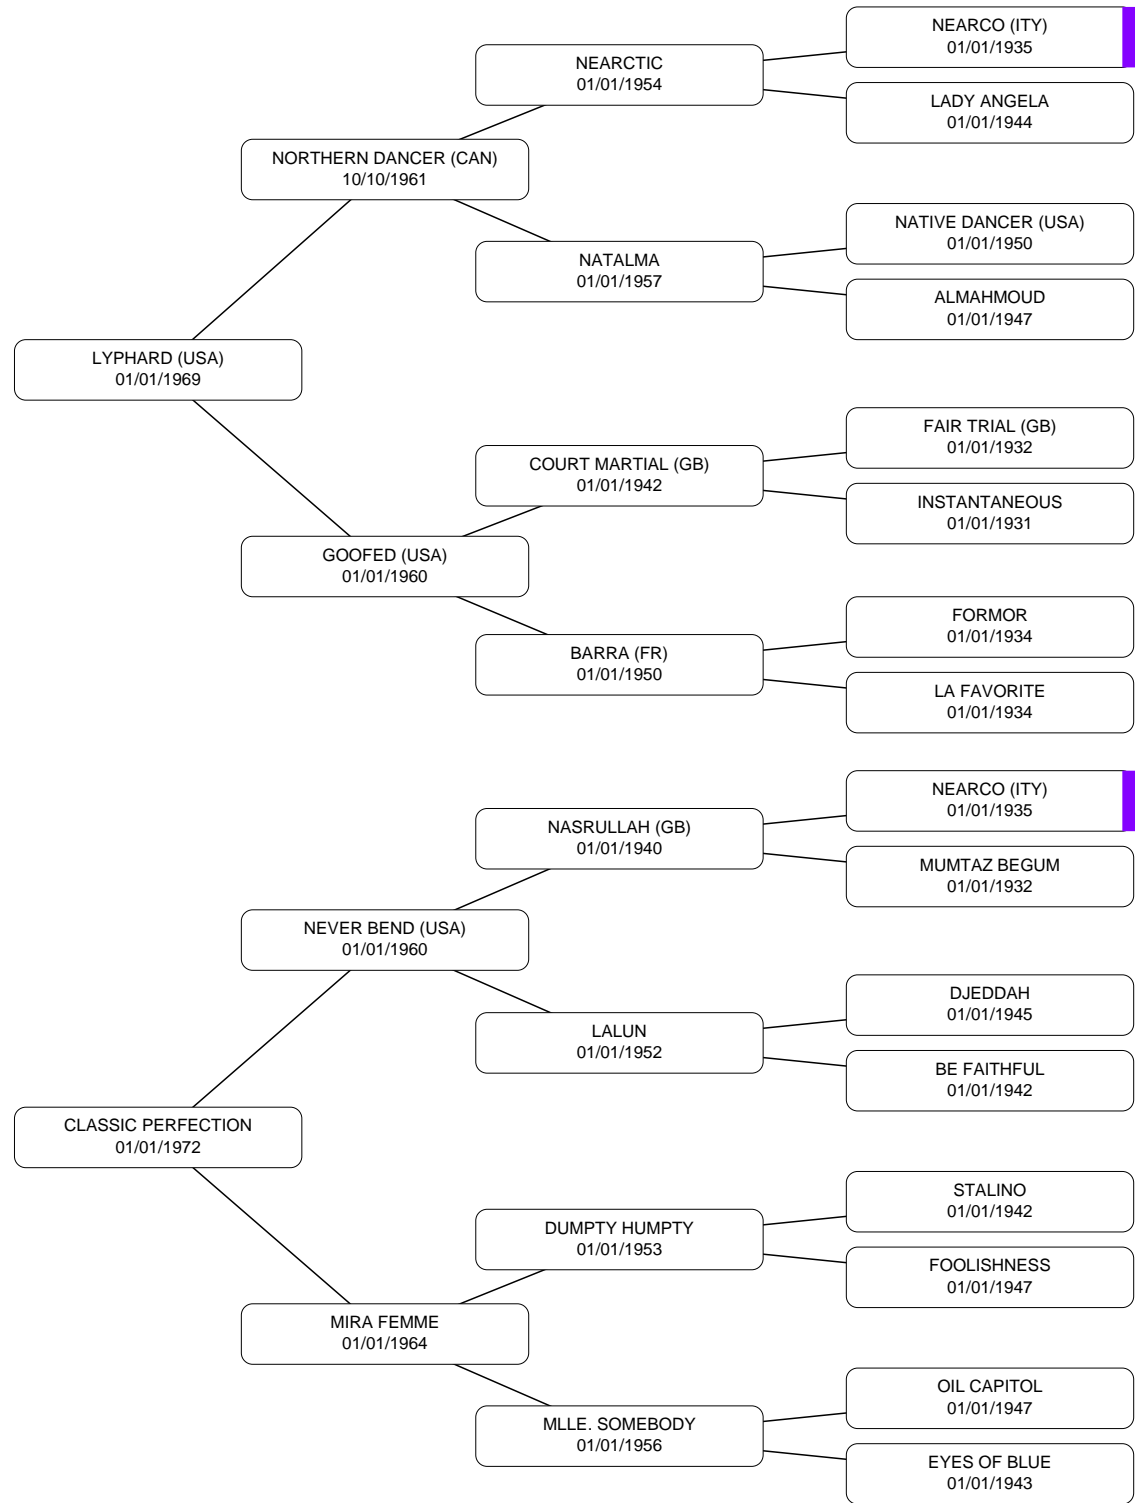 NEARCO (ITY)
01/01/1935
NEARCTIC
01/01/1954
LADY ANGELA
01/01/1944
NORTHERN DANCER (CAN)
10/10/1961
NATIVE DANCER (USA)
01/01/1950
NATALMA
01/01/1957
ALMAHMOUD
01/01/1947
LYPHARD (USA)
01/01/1969
FAIR TRIAL (GB)
01/01/1932
COURT MARTIAL (GB)
01/01/1942
INSTANTANEOUS
01/01/1931
GOOFED (USA)
01/01/1960
FORMOR
01/01/1934
BARRA (FR)
01/01/1950
LA FAVORITE
01/01/1934
NEARCO (ITY)
01/01/1935
NASRULLAH (GB)
01/01/1940
MUMTAZ BEGUM
01/01/1932
NEVER BEND (USA)
01/01/1960
DJEDDAH
01/01/1945
LALUN
01/01/1952
BE FAITHFUL
01/01/1942
CLASSIC PERFECTION
01/01/1972
STALINO
01/01/1942
DUMPTY HUMPTY
01/01/1953
FOOLISHNESS
01/01/1947
MIRA FEMME
01/01/1964
OIL CAPITOL
01/01/1947
MLLE. SOMEBODY
01/01/1956
EYES OF BLUE
01/01/1943